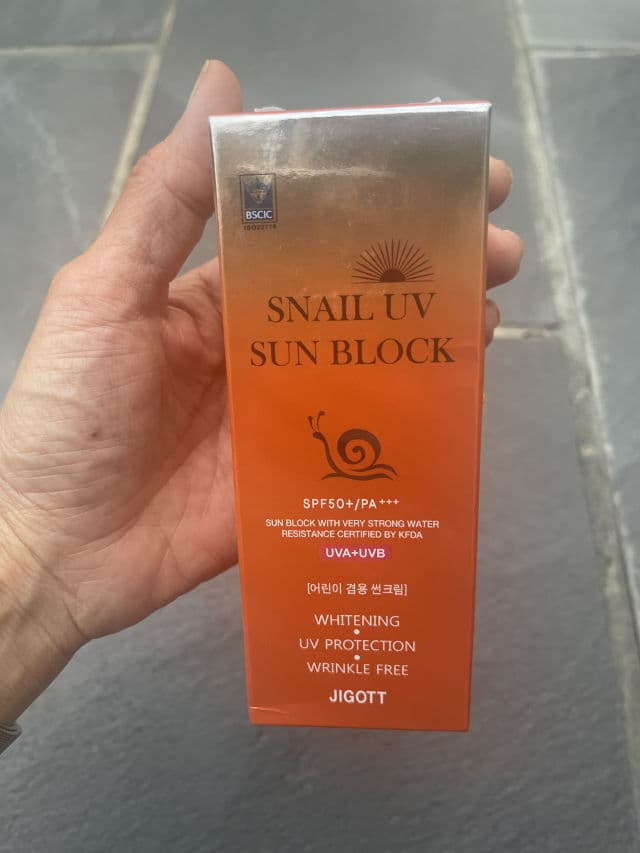 BSCIC
ISO22716
SNAIL UV
SUN BLOCK
SPF50+/PA+++
SUN BLOCK WITH VERY STRONG WATER
RESISTANCE CERTIFIED BY KFDA
UVA+UVB
[어린이 겸용 썬크림]
WHITENING
UV PROTECTION
WRINKLE FREE
JIGOTT